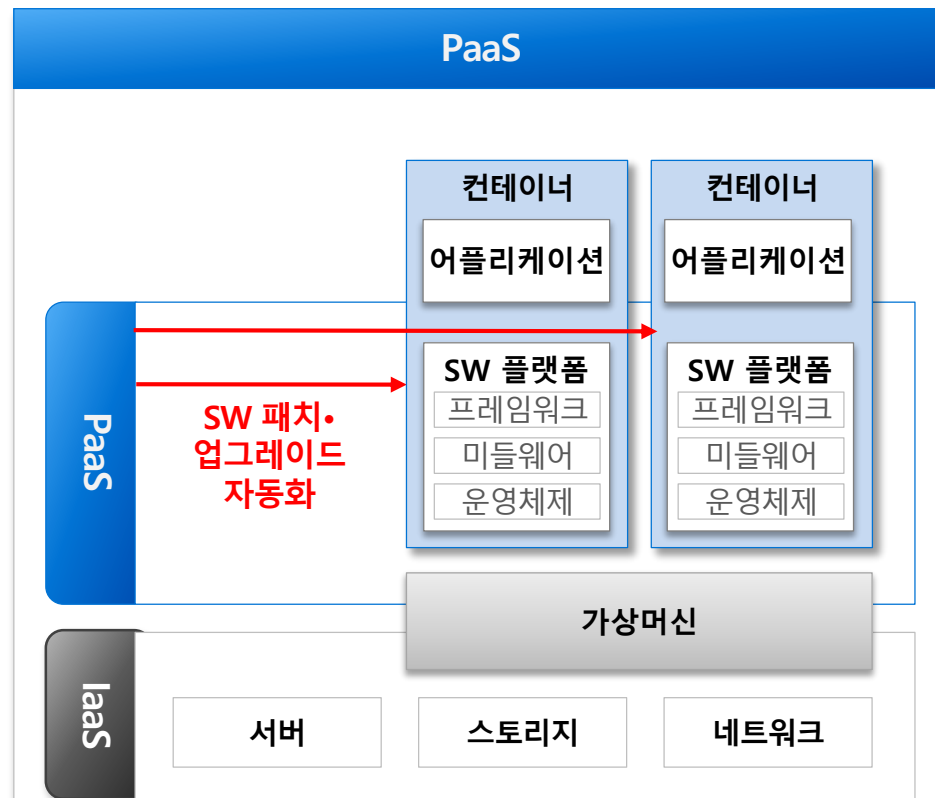 PaaS
컨테이너
컨테이너
어플리케이션
어플리케이션
PaaS
SW 패치•
업그레이드
자동화
SW 플랫폼
프레임워크
미들웨어
운영체제
SW 플랫폼
프레임워크
미들웨어
운영체제
가상머신
IaaS
서버
스토리지
네트워크